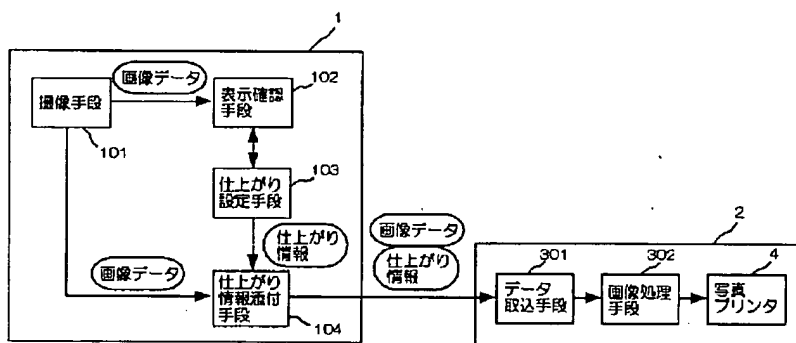 1
画像データ
撮像手段
101
表示確認
手段
102
仕上がり
設定手段
103
仕上がり
情報
画像データ
仕上がり
情報添付
手段
104
画像データ
仕上がり
情報
2
301
データ
取込手段
302
画像処理
手段
4
写真
プリンタ